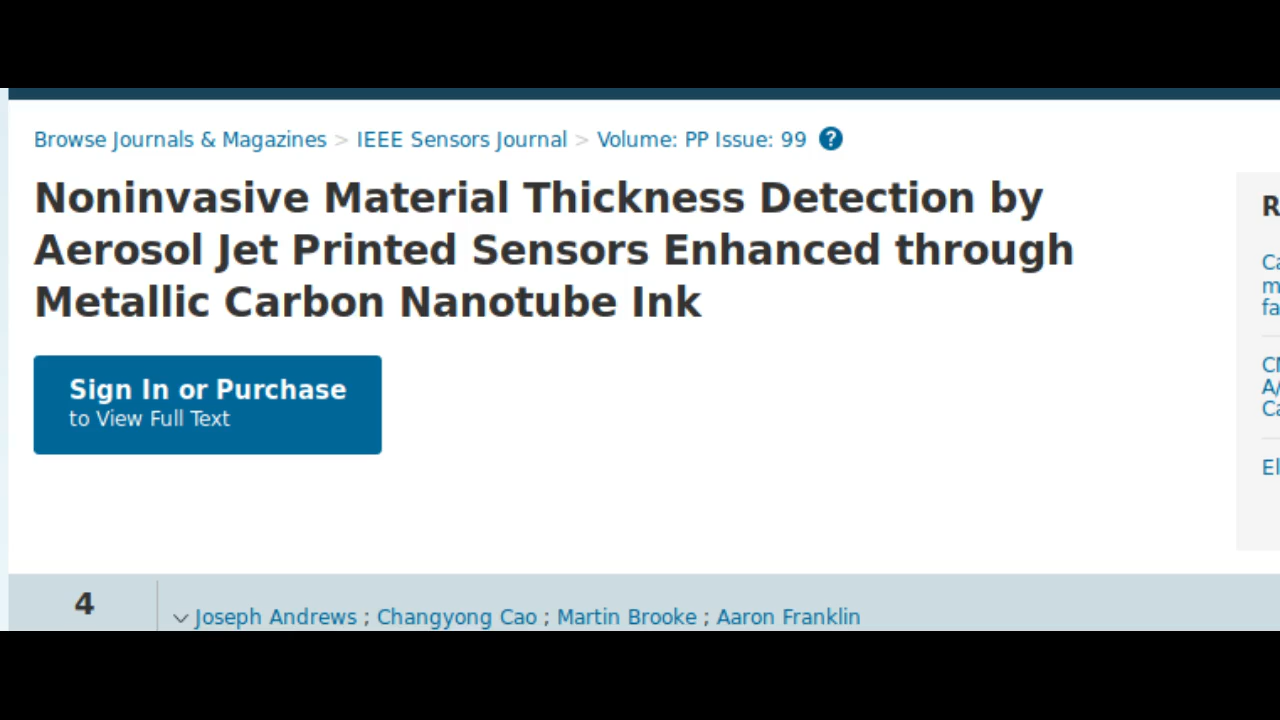 Browse Journals & Magazines > IEEE Sensors Journal > Volume: PP Issue: 99 ?
Noninvasive Material Thickness Detection by
Aerosol Jet Printed Sensors Enhanced through
Metallic Carbon Nanotube Ink
Sign In or Purchase
to View Full Text
4
Joseph Andrews ; Changyong Cao ; Martin Brooke ; Aaron Franklin